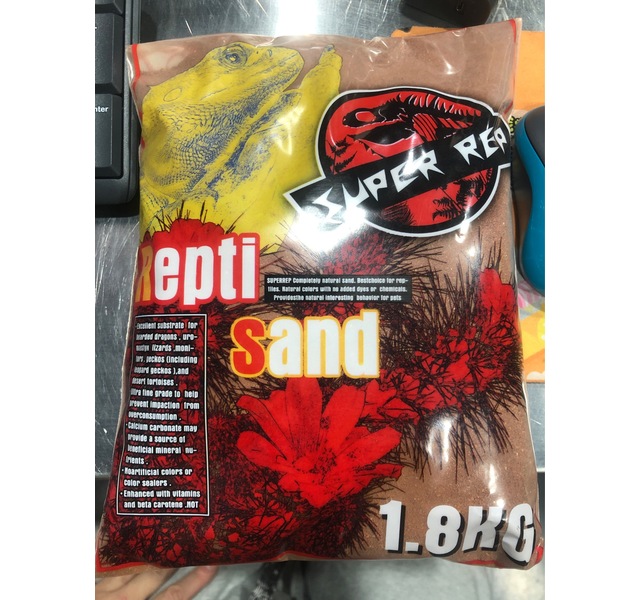 enter
SUPER REP
Repti
SUPERREP Completely natural sand. Bestchoice for rep-
tiles. Natural colors with no added dyes or chemicals.
Providesthe natural interesting behavior for pets
Sand
·Excellent substrate for
bearded dragons , uro-
mastyx lizards ,moni-
tors, jeckos (including
leopard geckos ),and
desert tortoises .
Ultra fine grade to help
prevent impaction from
overconsumption .
·Calcium carbonate may
provide a source of
beneficial mineral nu-
trients .
·Noartificial colors or
color sealers .
·Enhanced with vitamins
and beta carotene .HOT
1.8KG